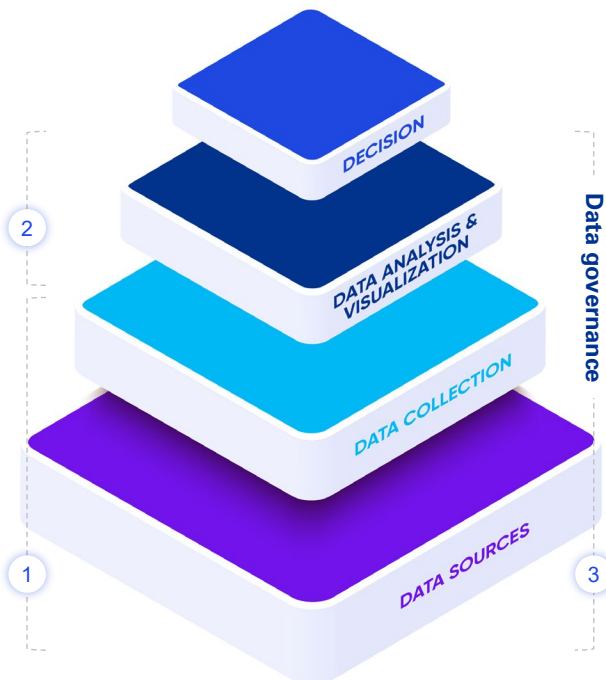 DECISION
2
DATA ANALYSIS &
VISUALIZATION
Data governance
DATA COLLECTION
1
DATA SOURCES
3